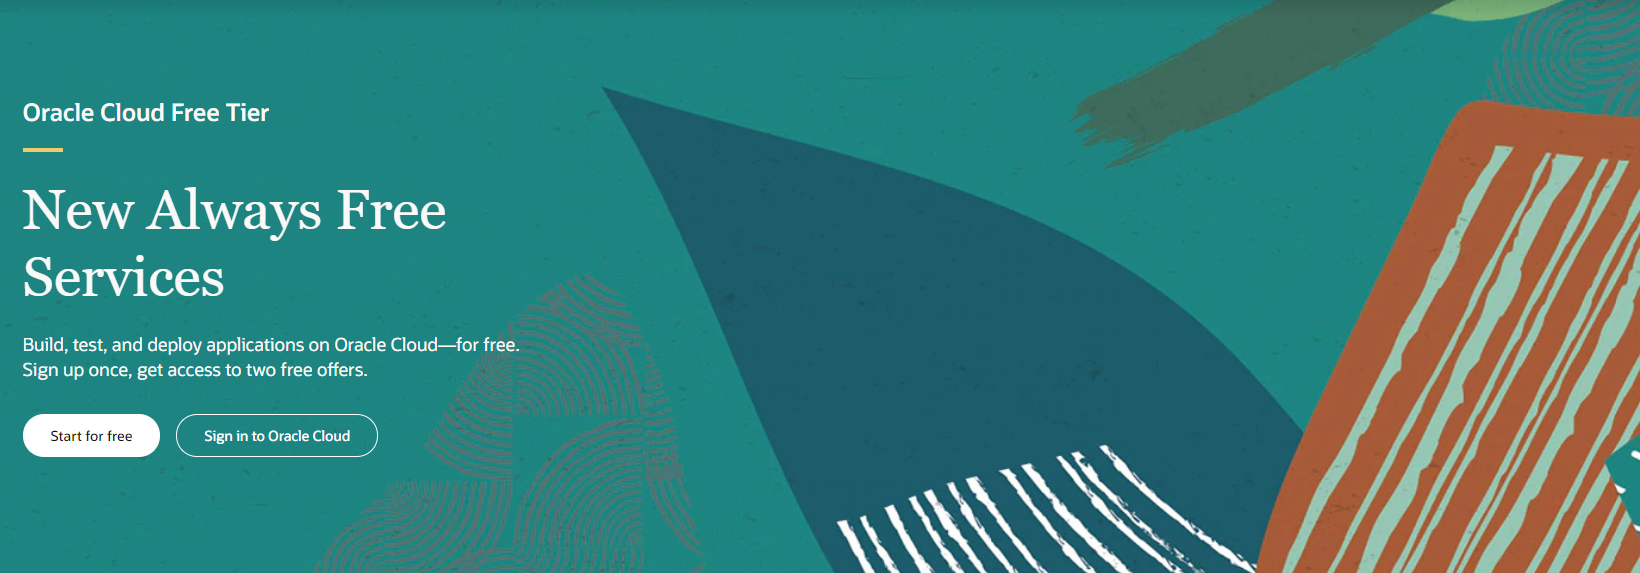 Oracle Cloud Free Tier
New Always Free
Services
Build, test, and deploy applications on Oracle Cloud—for free.
Sign up once, get access to two free offers.
Start for free
Sign in to Oracle Cloud